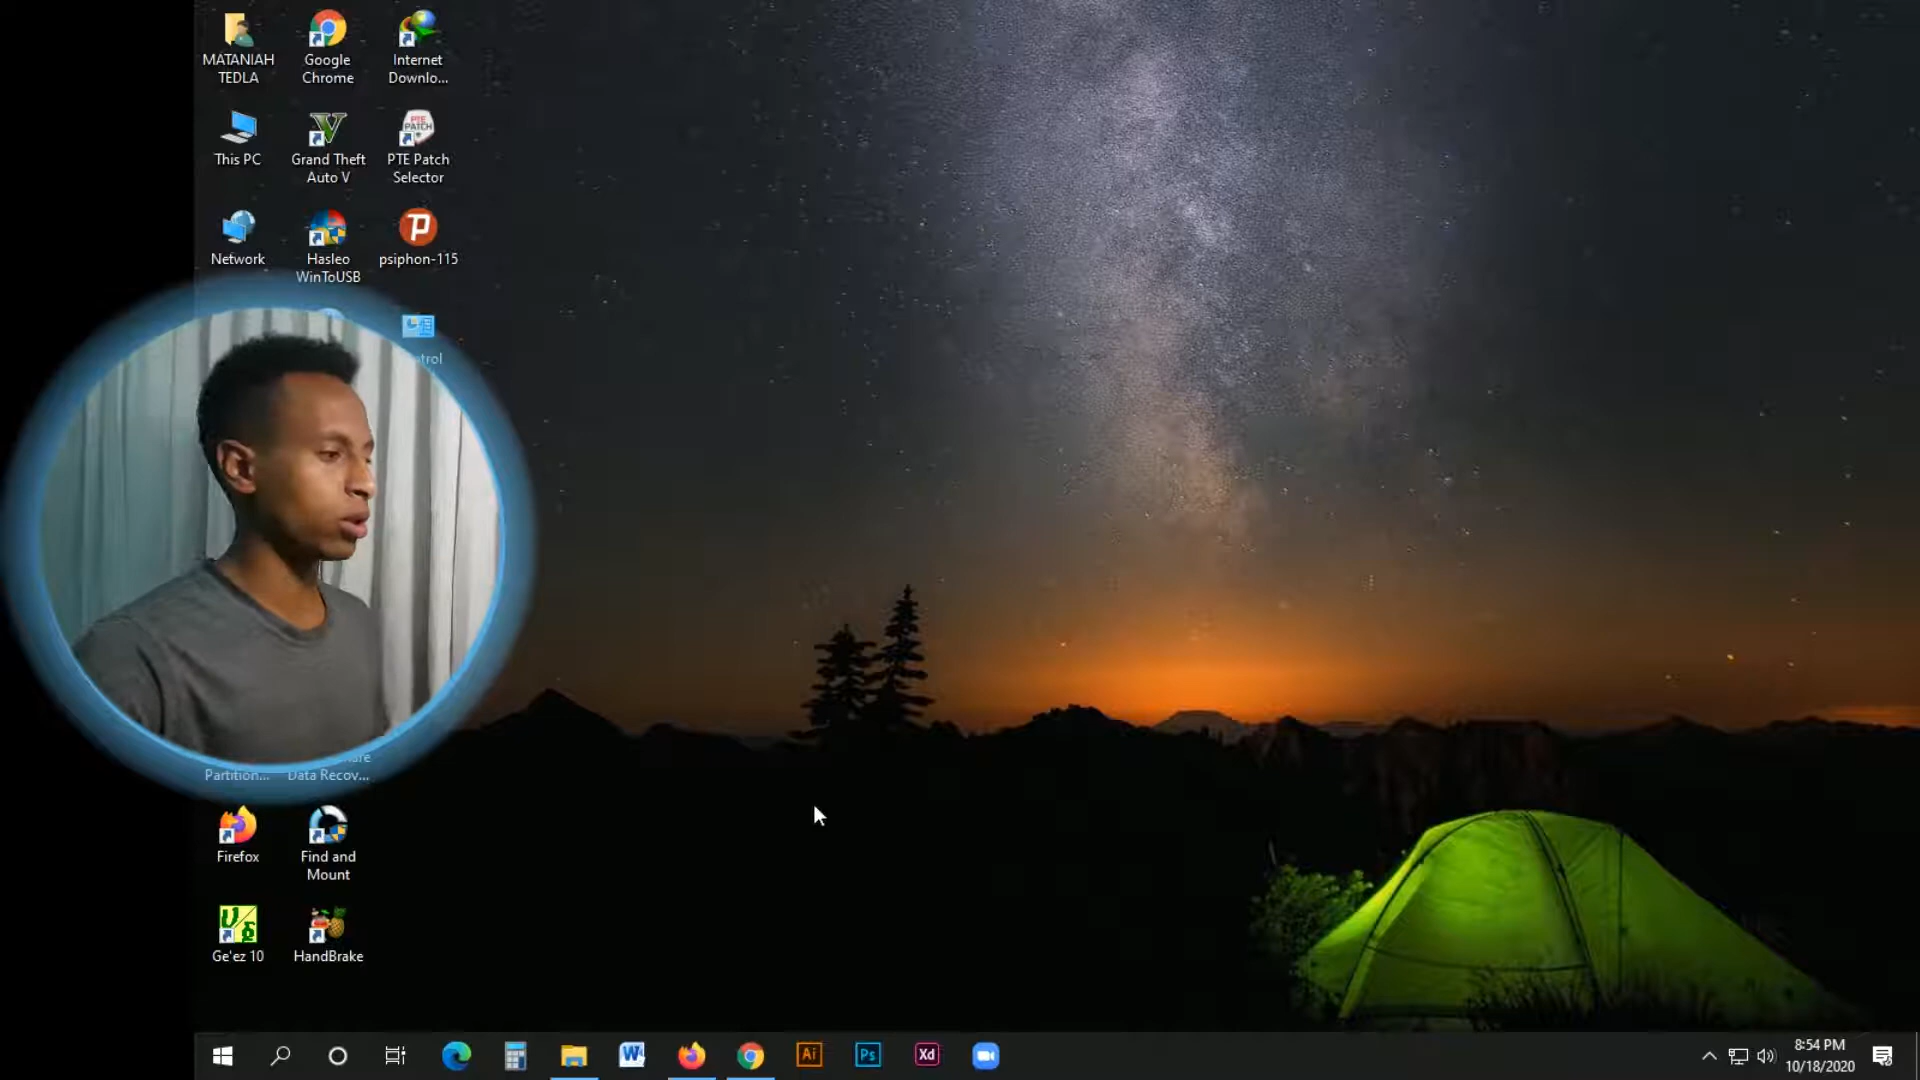 MATANIAH
TEDLA
Google
Chrome
Internet
Downlo...
This PC
Grand Theft
Auto V
PTE
PATCH
PTE Patch
Selector
Network
Hasleo
WinToUSB
psiphon-115
Partition...
Data Recov...
Firefox
Find and
Mount
Ge'ez 10
HandBrake
Ai
Ps
Xd
8:54 PM
10/18/2020